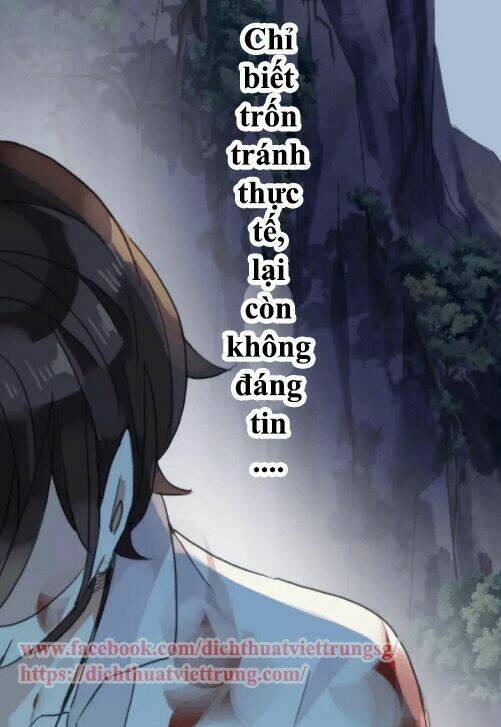 Chỉ
biết
trốn
tránh
thực
tế,
lại
còn
không
đáng
tin
....
www.facebook.com/dichthuatviettrungsg/
https://dichthuatviettrung.com/